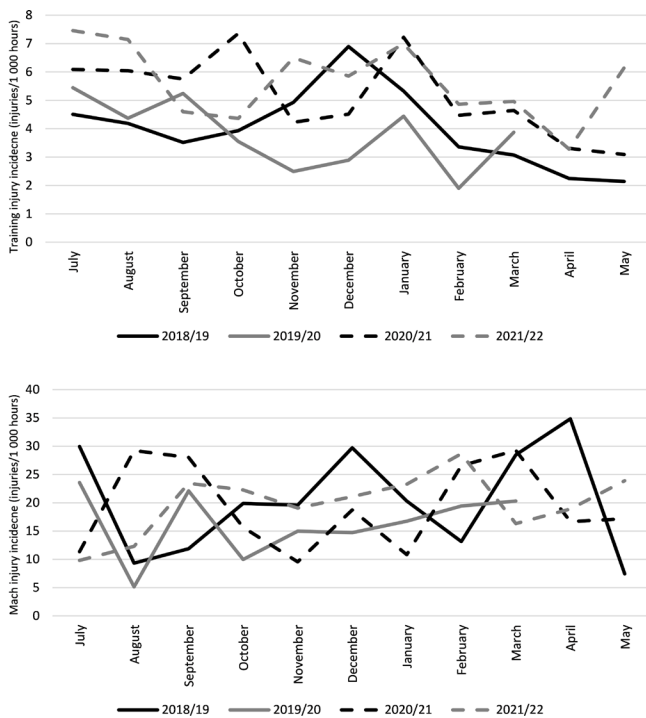 Training injury incidecne (injuries/1 000 hours)
8
7
6
5
4
3
2
1
0
July
August
September
October
November
December
January
February
March
April
May
2018/19 2019/20 2020/21 2021/22
Mach injury incidecne (injuries/1 000 hours)
40
35
30
25
20
15
10
5
0
July
August
September
October
November
December
January
February
March
April
May
2018/19 2019/20 2020/21 2021/22